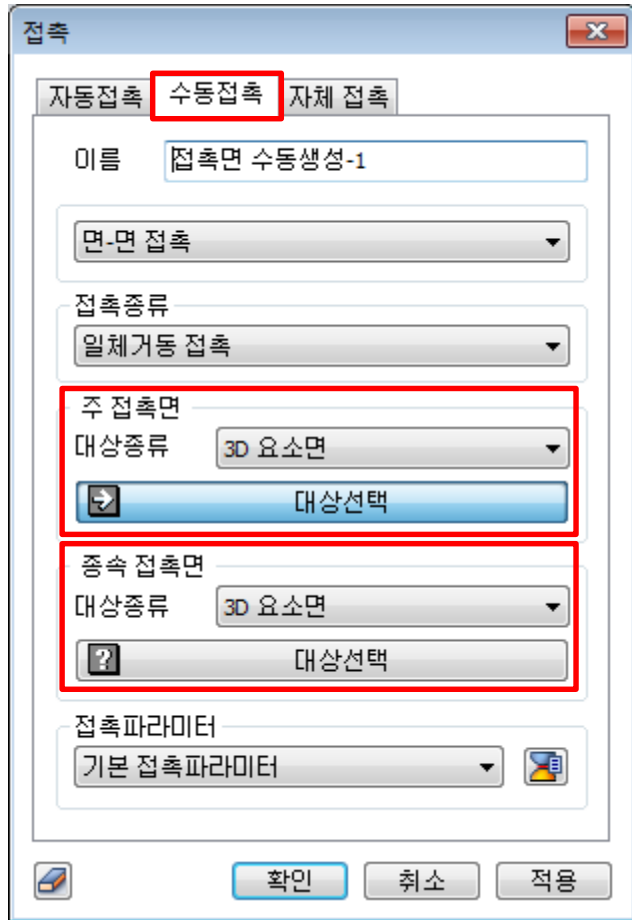 접촉
자동접촉 수동접촉 자체 접촉
이름 접촉면 수동생성-1
면-면 접촉
접촉종류
일체거동 접촉
주 접촉면
대상종류 3D 요소면
대상선택
종속 접촉면
대상종류 3D 요소면
대상선택
접촉파라미터
기본 접촉파라미터
확인 취소 적용